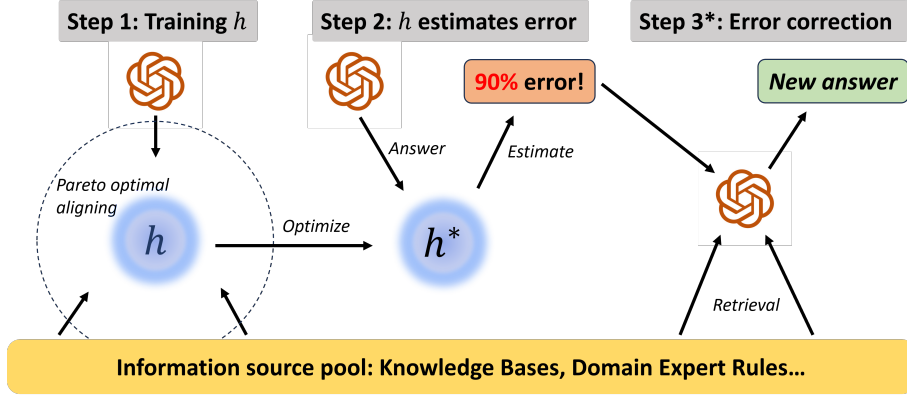 Step 1: Training h
Step 2: h estimates error
Step 3*: Error correction
90% error!
New answer
Answer
Estimate
Pareto optimal
aligning
h
Optimize
h*
Retrieval
Information source pool: Knowledge Bases, Domain Expert Rules...